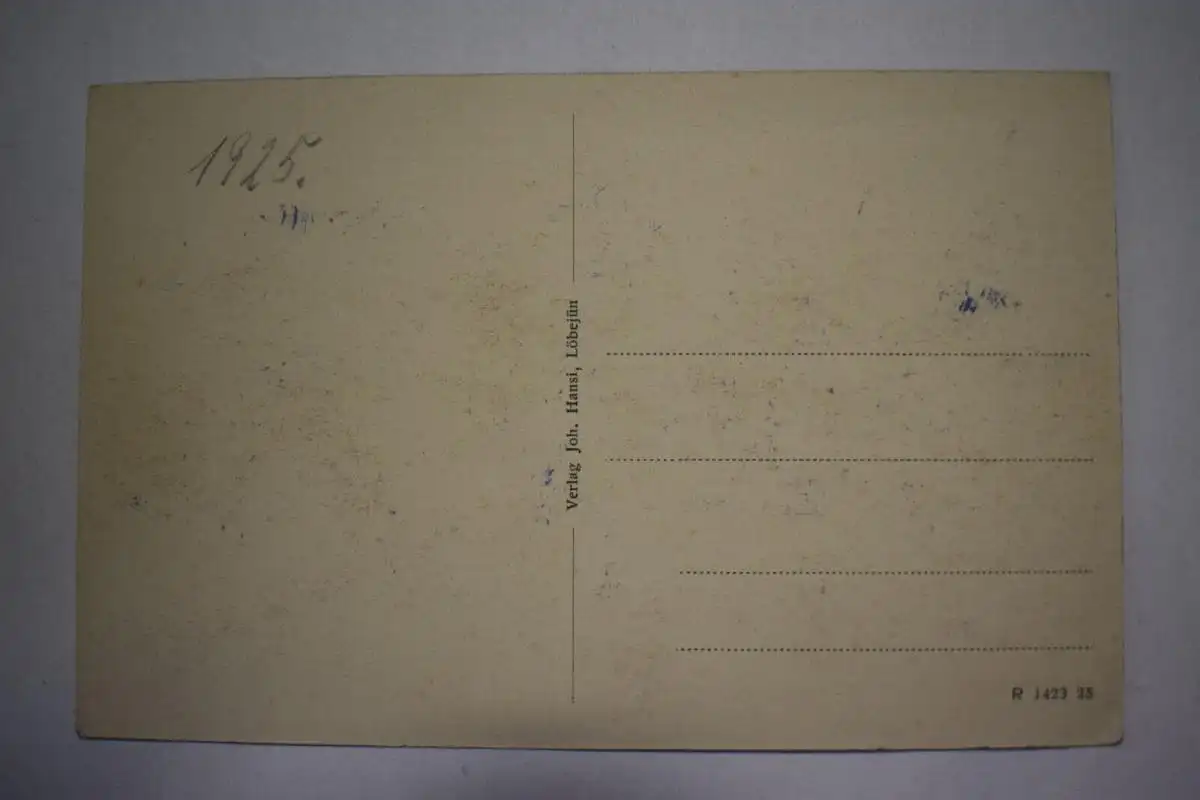 1925.
Verlag Joh. Hansi, Löbejün
R 1423 25